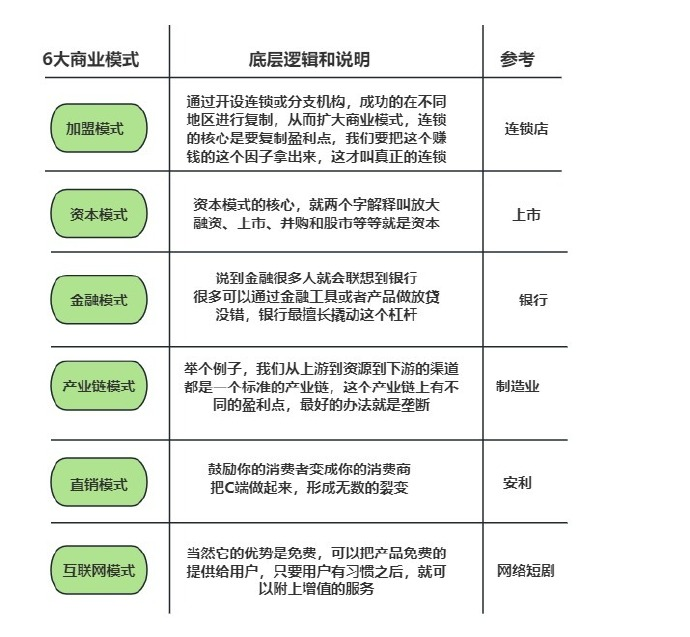 6大商业模式
底层逻辑和说明
参考
加盟模式
通过开设连锁或分支机构，成功的在不同
地区进行复制，从而扩大商业模式，连锁
的核心是要复制盈利点，我们要把这个赚
钱的这个因子拿出来，这才叫真正的连锁
连锁店
资本模式
资本模式的核心，就两个字解释叫放大
融资、上市、并购和股市等等就是资本
上市
金融模式
说到金融很多人就会联想到银行
很多可以通过金融工具或者产品做放贷
没错，银行最擅长撬动这个杠杆
银行
产业链模式
举个例子，我们从上游到资源到下游的渠道
都是一个标准的产业链，这个产业链上有不
同的盈利点，最好的办法就是垄断
制造业
直销模式
鼓励你的消费者变成你的消费商
把C端做起来，形成无数的裂变
安利
互联网模式
当然它的优势是免费，可以把产品免费的
提供给用户，只要用户有习惯之后，就可
以附上增值的服务
网络短剧